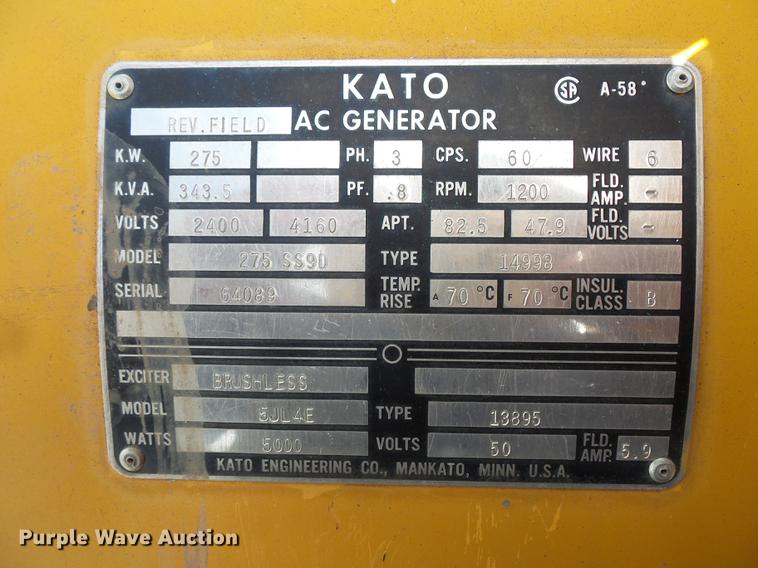 KATO
SA A-58°
REV.FIELD AC GENERATOR
K.W. 275 PH. 3 CPS. 60 WIRE 6
K.V.A. 343.5 PF. .8 RPM. 1200 FLD. AMP. -
VOLTS 2400 4160 APT. 82.5 47.9 FLD. VOLTS -
MODEL 275 SS90 TYPE 14998
SERIAL 64089 TEMP. RISE A 70 °C F 70 °C INSUL. CLASS B
EXCITER BRUSHLESS /
MODEL 5JL4E TYPE 13895
WATTS 5000 VOLTS 50 FLD. AMP. 5.9
KATO ENGINEERING CO., MANKATO, MINN. U.S.A.
Purple Wave Auction